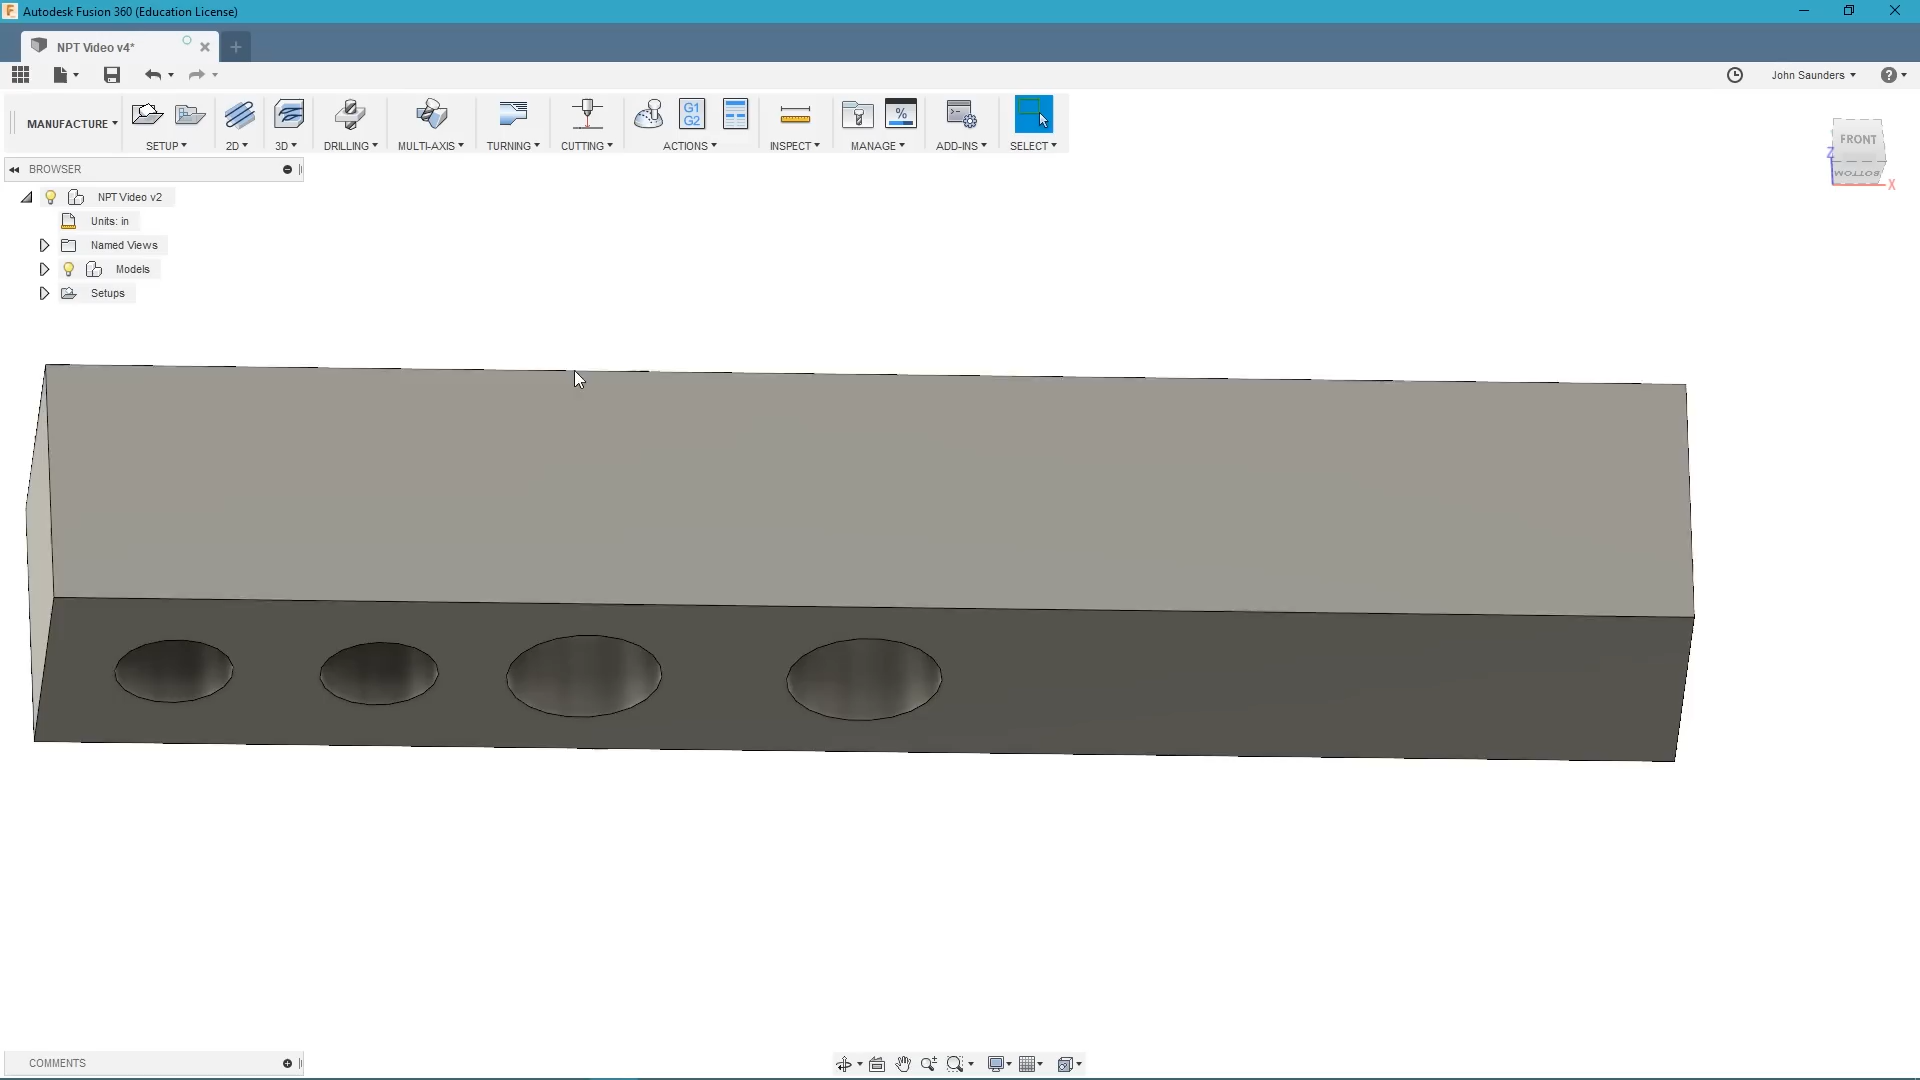 Autodesk Fusion 360 (Education License)
NPT Video v4*
John Saunders
MANUFACTURE
G1
G2
%
SETUP
2D
3D
DRILLING
MULTI-AXIS
TURNING
CUTTING
ACTIONS
INSPECT
MANAGE
ADD-INS
SELECT
FRONT
BOTTOM
Z
X
BROWSER
NPT Video v2
Units: in
Named Views
Models
Setups
COMMENTS